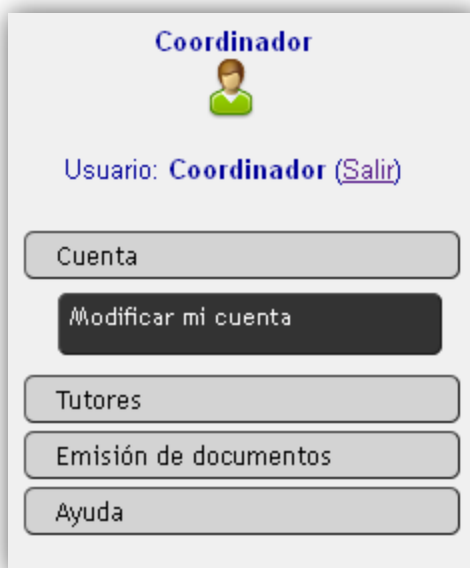 Coordinador
Usuario: Coordinador (Salir)
Cuenta
Modificar mi cuenta
Tutores
Emisión de documentos
Ayuda